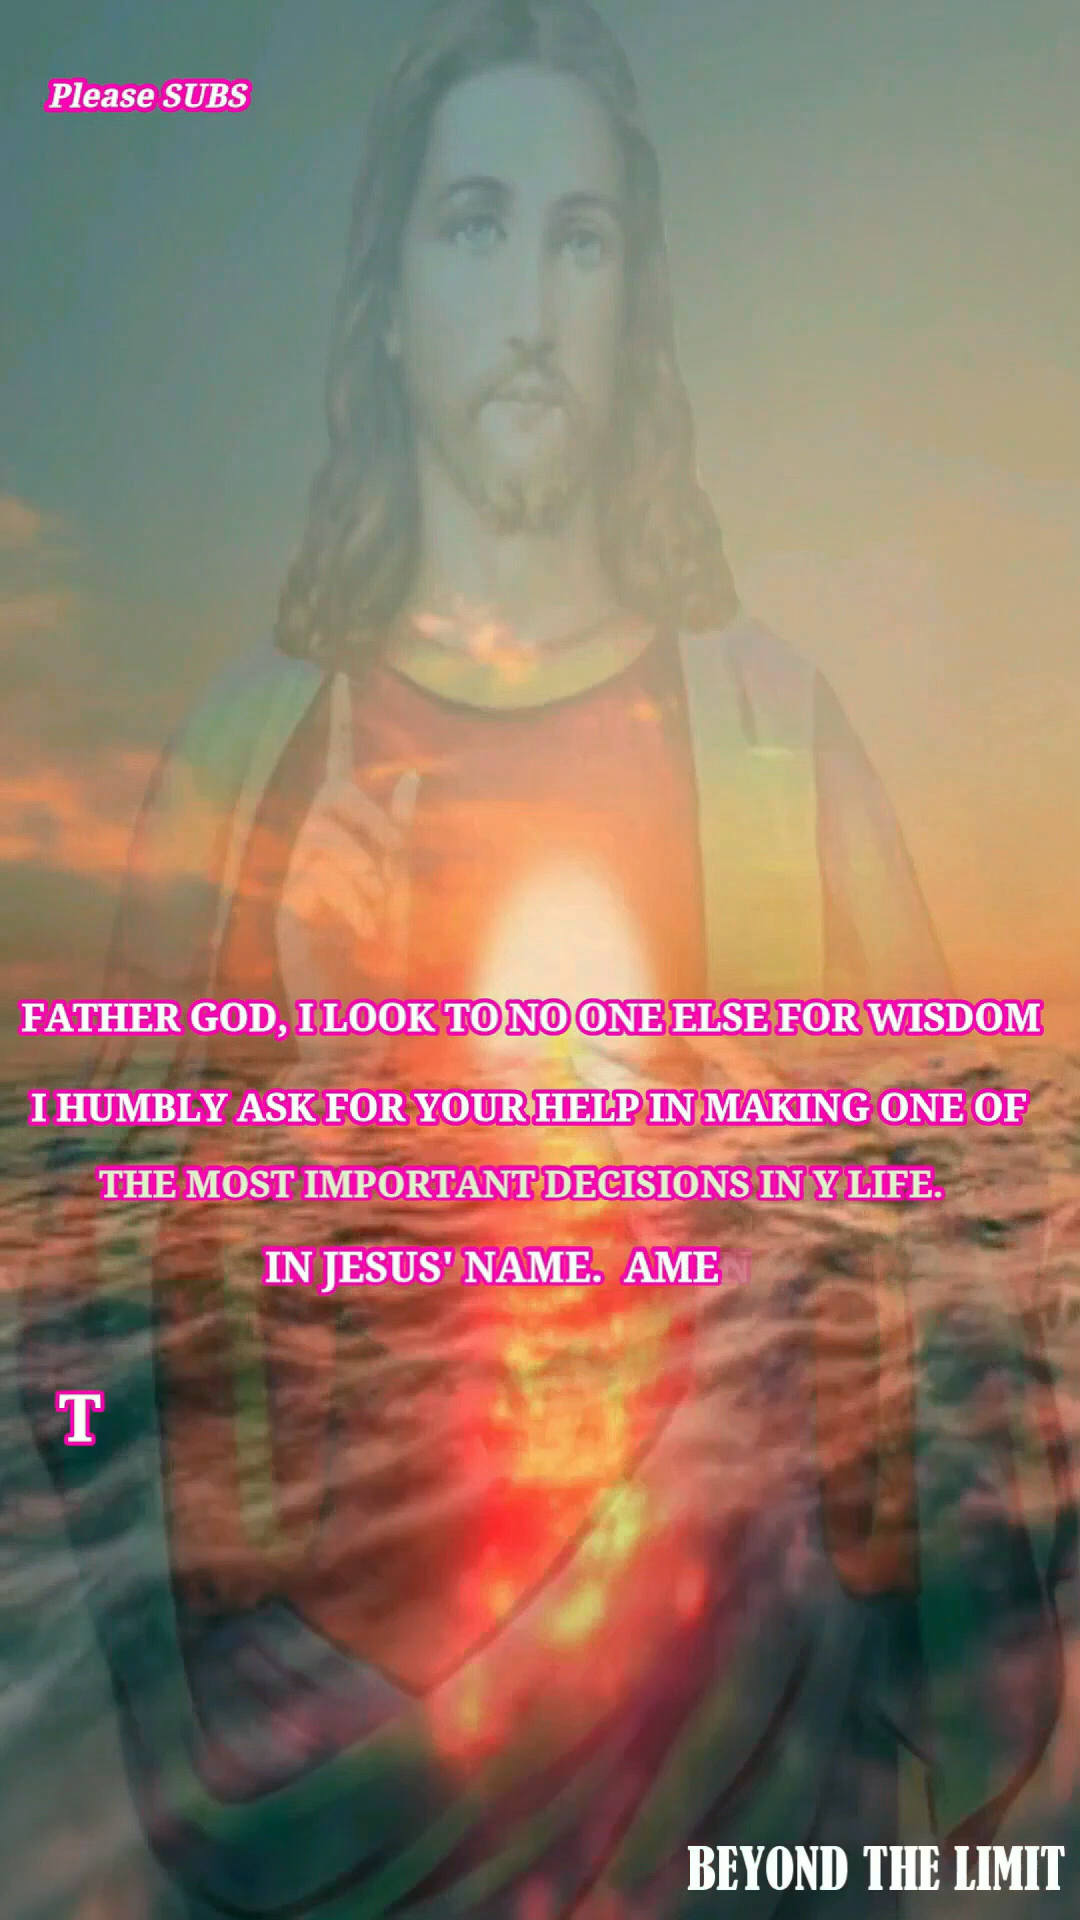 Please SUBS
FATHER GOD, I LOOK TO NO ONE ELSE FOR WISDOM
I HUMBLY ASK FOR YOUR HELP IN MAKING ONE OF
THE MOST IMPORTANT DECISIONS IN Y LIFE.
IN JESUS' NAME. AMEN
T
BEYOND THE LIMIT